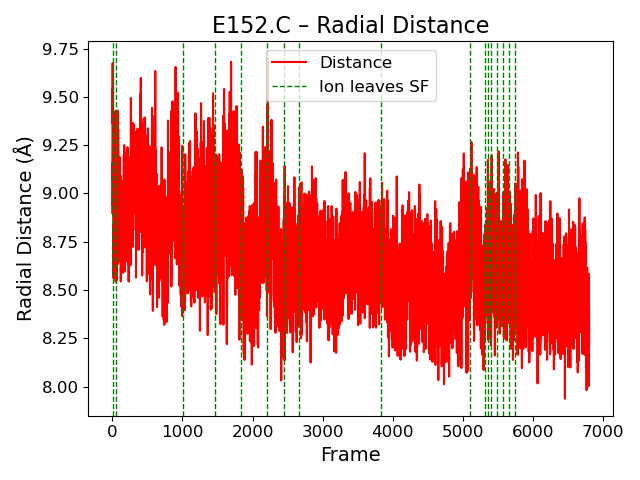 E152.C – Radial Distance
Distance
Ion leaves SF
Radial Distance (Å)
9.75
9.50
9.25
9.00
8.75
8.50
8.25
8.00
0 1000 2000 3000 4000 5000 6000 7000
Frame